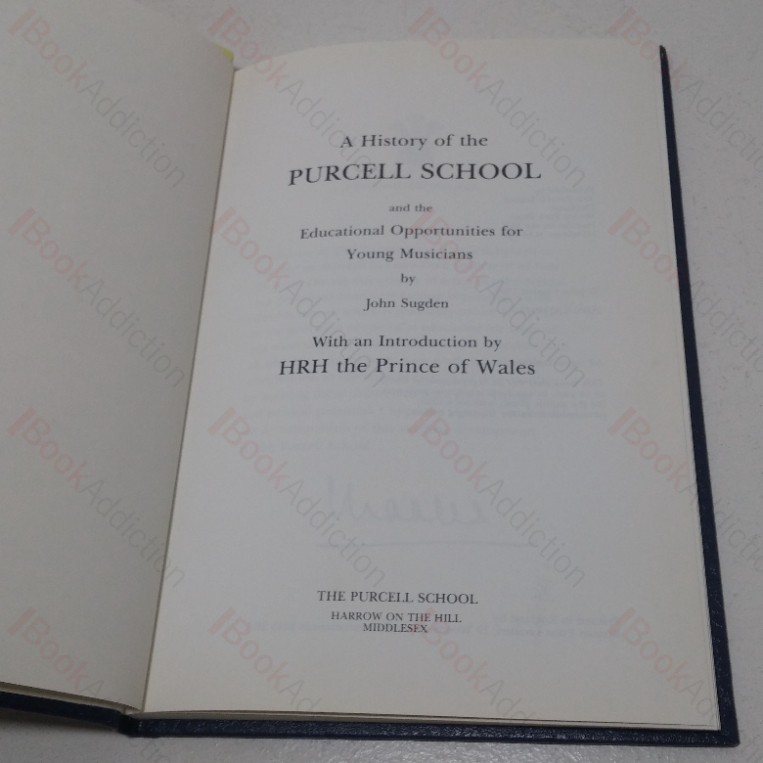 A History of the
PURCELL SCHOOL
and the
Educational Opportunities for
Young Musicians
by
John Sugden
With an Introduction by
HRH the Prince of Wales
THE PURCELL SCHOOL
HARROW ON THE HILL
MIDDLESEX
BookAddiction